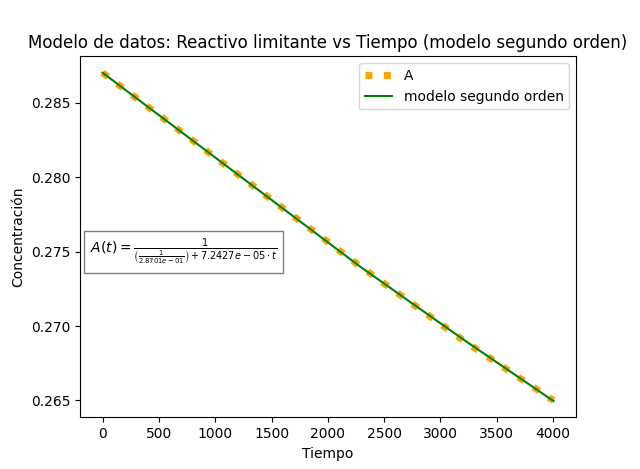 Modelo de datos: Reactivo limitante vs Tiempo (modelo segundo orden)
A
modelo segundo orden
0.285
0.280
0.275
0.270
0.265
Concentración
A(t) = 1 / ((1 / 2.8701e−01) + 7.2427e−05 · t)
0
500
1000
1500
2000
2500
3000
3500
4000
Tiempo